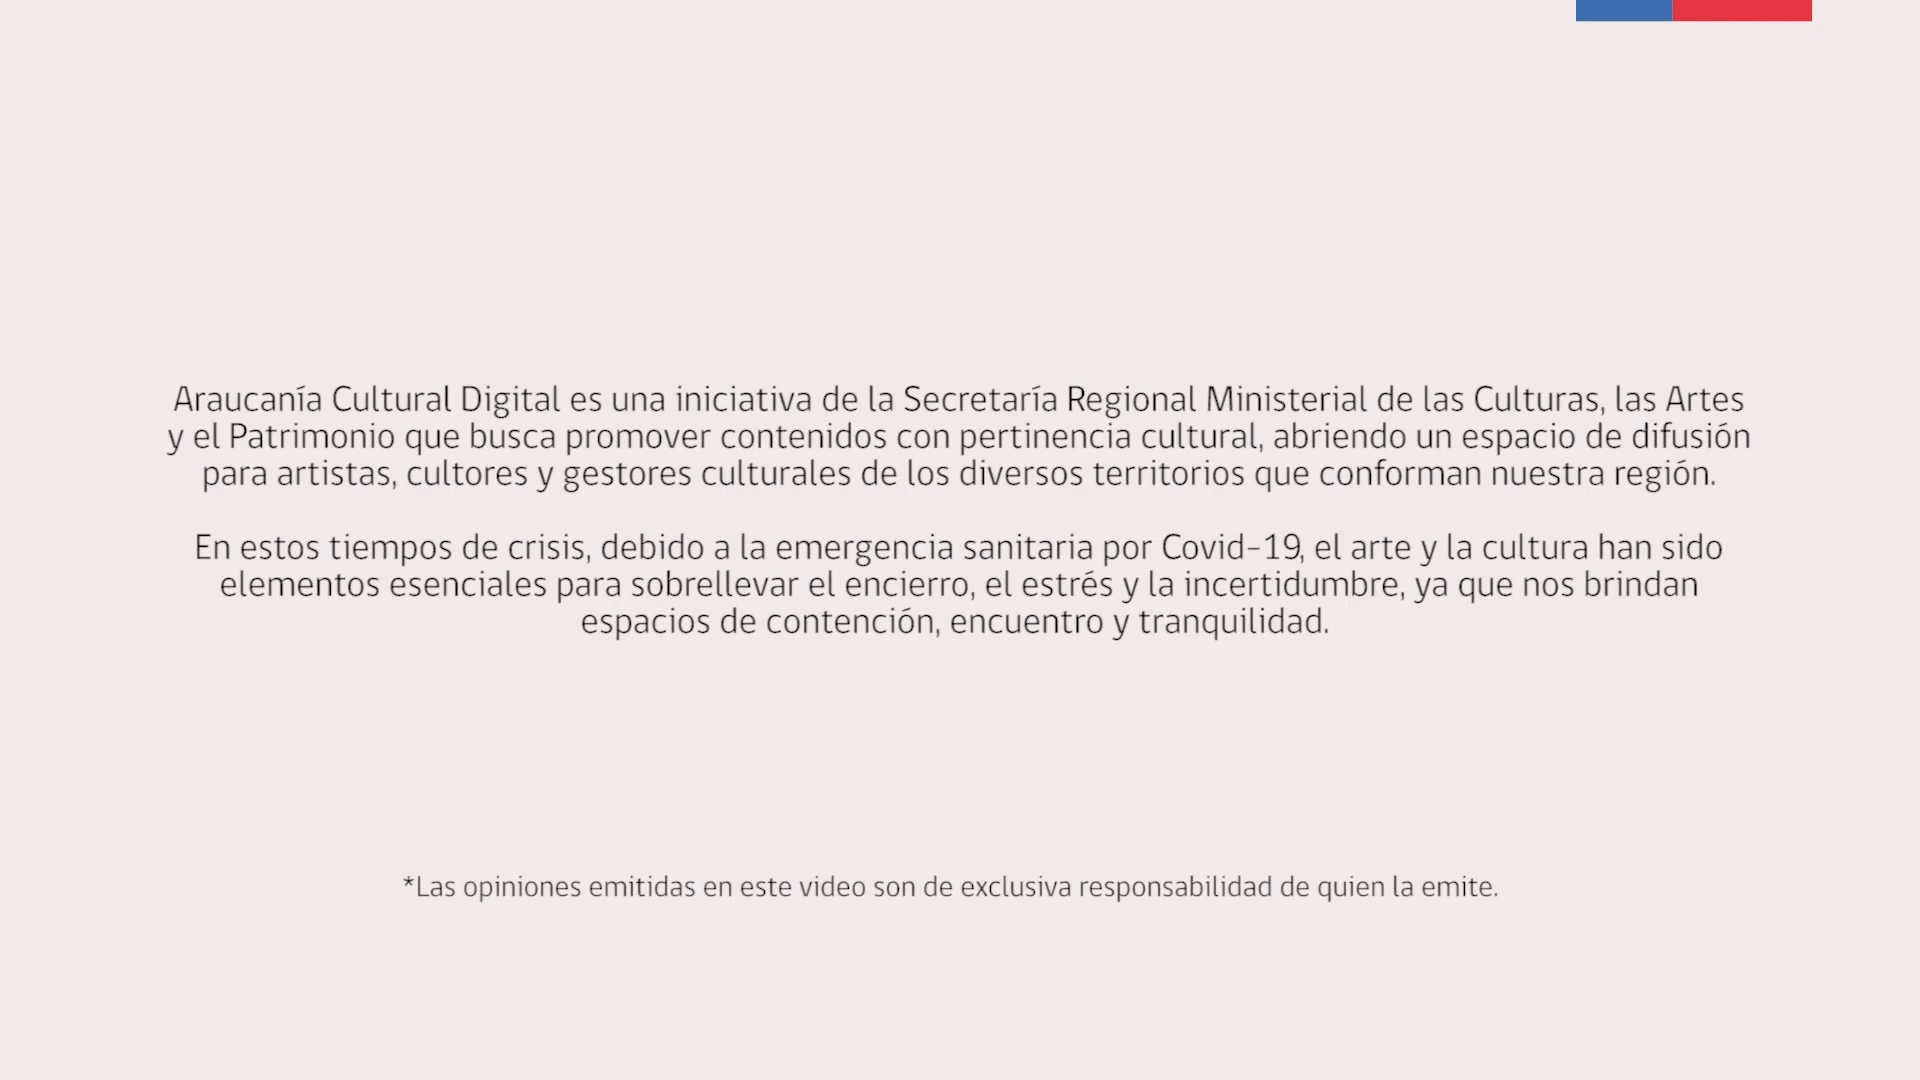 Araucanía Cultural Digital es una iniciativa de la Secretaría Regional Ministerial de las Culturas, las Artes
y el Patrimonio que busca promover contenidos con pertinencia cultural, abriendo un espacio de difusión
para artistas, cultores y gestores culturales de los diversos territorios que conforman nuestra región.
En estos tiempos de crisis, debido a la emergencia sanitaria por Covid-19, el arte y la cultura han sido
elementos esenciales para sobrellevar el encierro, el estrés y la incertidumbre, ya que nos brindan
espacios de contención, encuentro y tranquilidad.
*Las opiniones emitidas en este video son de exclusiva responsabilidad de quien la emite.